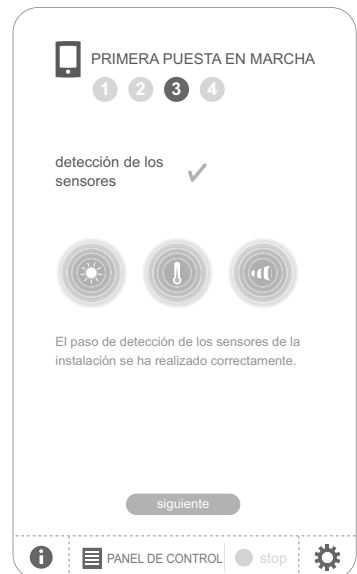 PRIMERA PUESTA EN MARCHA
1 2 3 4
detección de los
sensores
El paso de detección de los sensores de la
instalación se ha realizado correctamente.
siguiente
i PANEL DE CONTROL stop